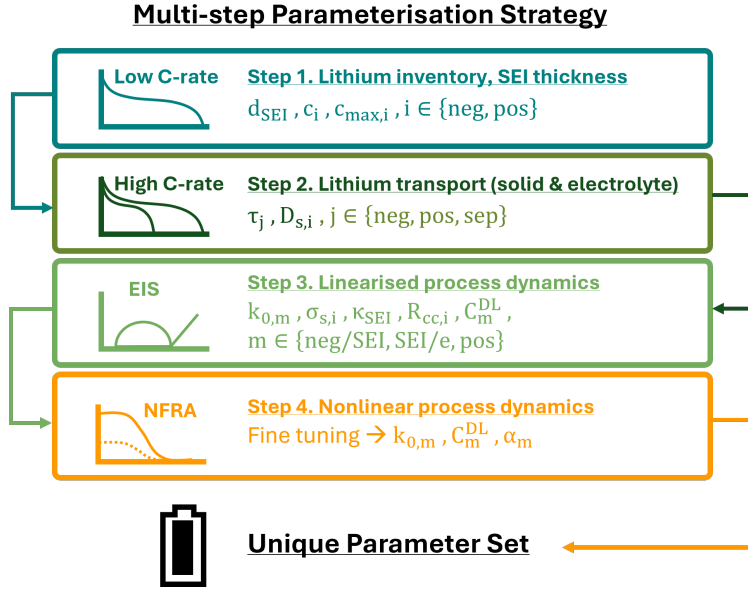 Multi-step Parameterisation Strategy
Low C-rate
Step 1. Lithium inventory, SEI thickness
d_SEI , c_i , c_max,i , i ∈ {neg, pos}
High C-rate
Step 2. Lithium transport (solid & electrolyte)
τ_j , D_s,i , j ∈ {neg, pos, sep}
EIS
Step 3. Linearised process dynamics
k_0,m , σ_s,i , κ_SEI , R_cc,i , C_m^DL ,
m ∈ {neg/SEI, SEI/e, pos}
NFRA
Step 4. Nonlinear process dynamics
Fine tuning → k_0,m , C_m^DL , α_m
Unique Parameter Set